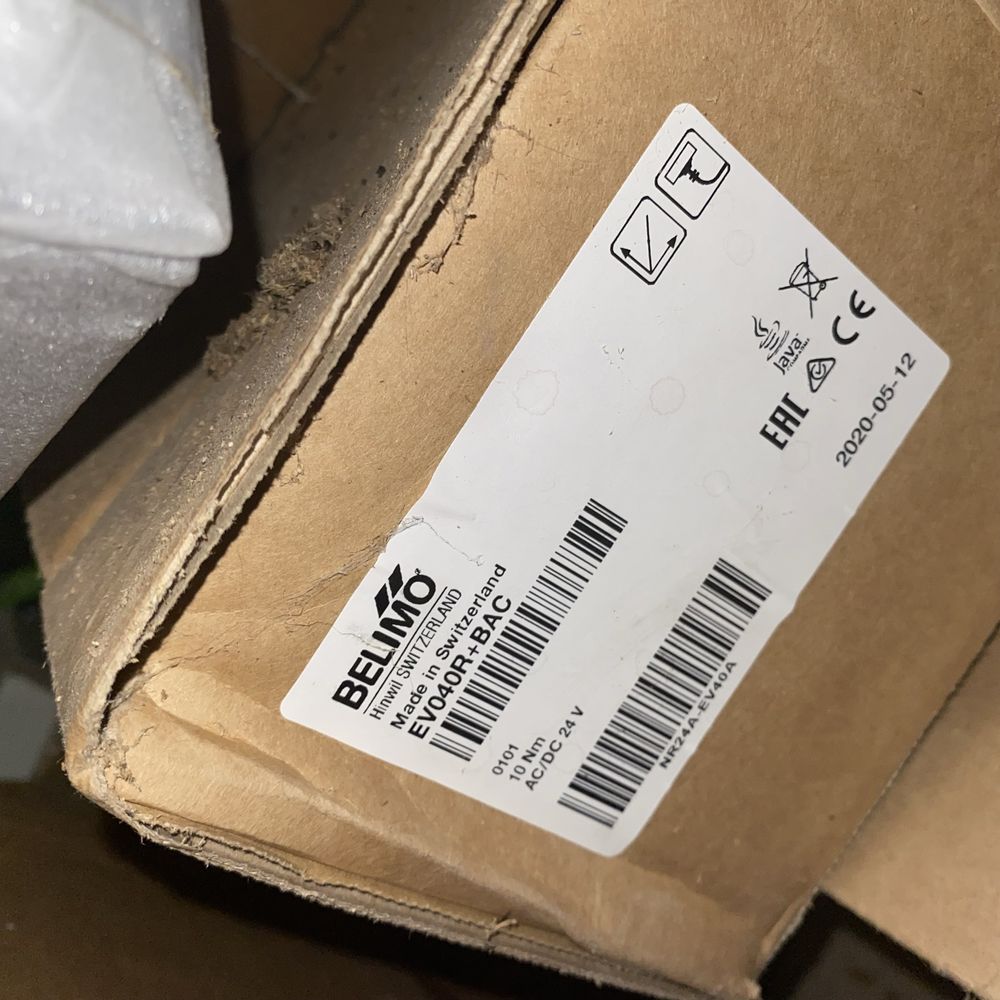 BELIMO
Hinwil SWITZERLAND
Made in Switzerland
EV040R+BAC
0101
10 Nm
AC/DC 24 V
NR24A-EV40A
Java
EAC
CE
2020-05-12